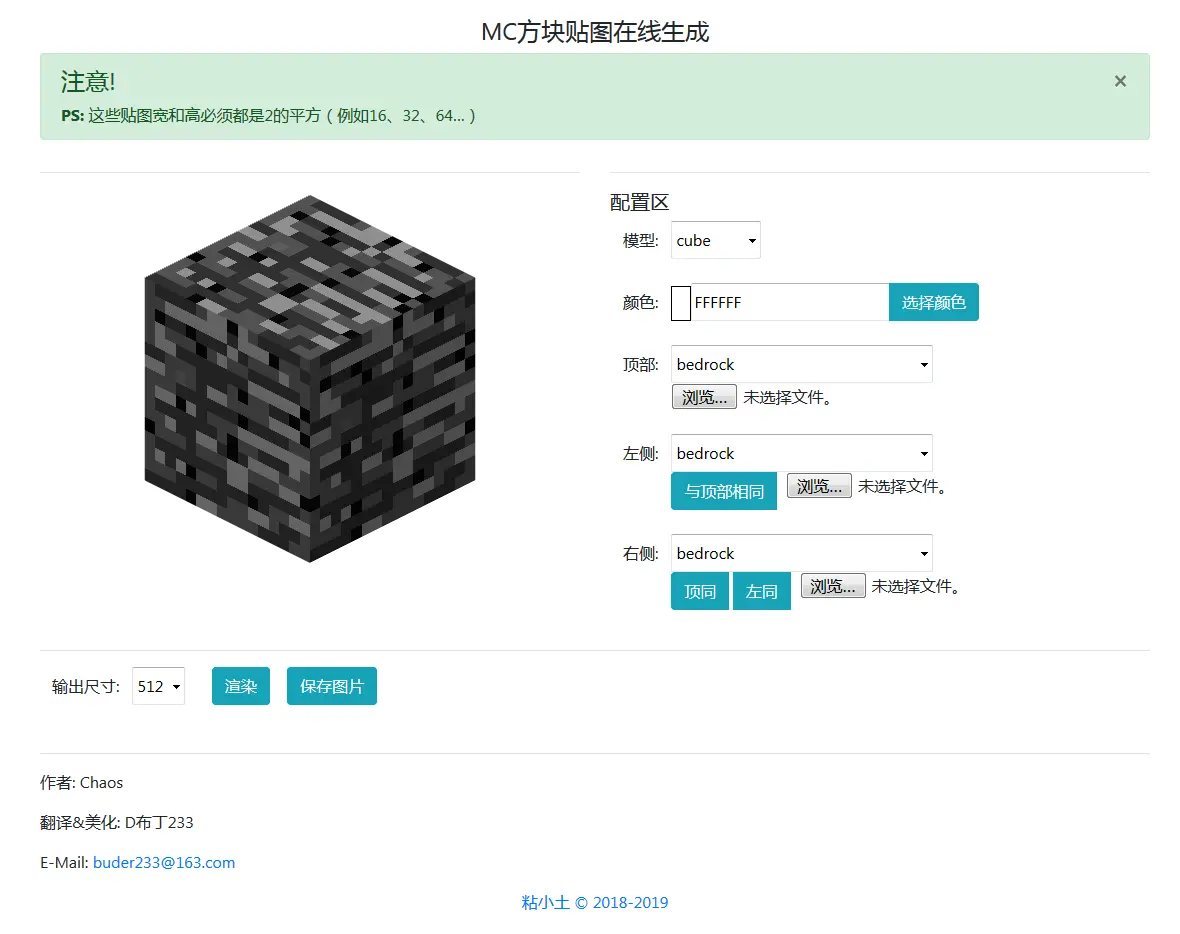 MC方块贴图在线生成
注意!
×
PS: 这些贴图宽和高必须都是2的平方 ( 例如16、32、64... )
配置区
模型: cube
颜色: FFFFFF 选择颜色
顶部: bedrock
浏览... 未选择文件。
左侧: bedrock
与顶部相同 浏览... 未选择文件。
右侧: bedrock
顶同 左同 浏览... 未选择文件。
输出尺寸: 512 渲染 保存图片
作者: Chaos
翻译&美化: D布丁233
E-Mail: buder233@163.com
粘小土 © 2018-2019